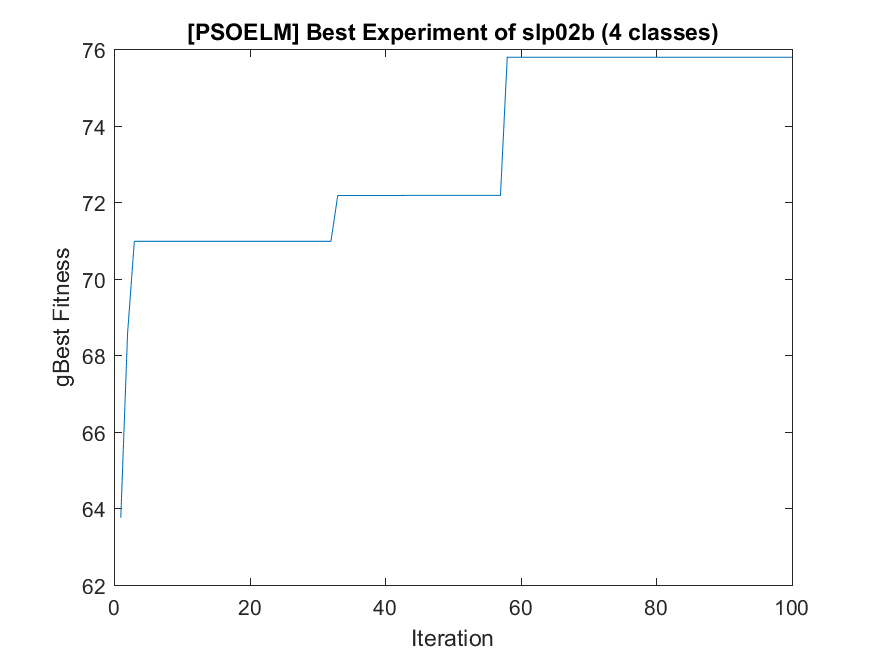 [PSOELM] Best Experiment of slp02b (4 classes)
76
74
72
70
68
66
64
62
gBest Fitness
0 20 40 60 80 100
Iteration